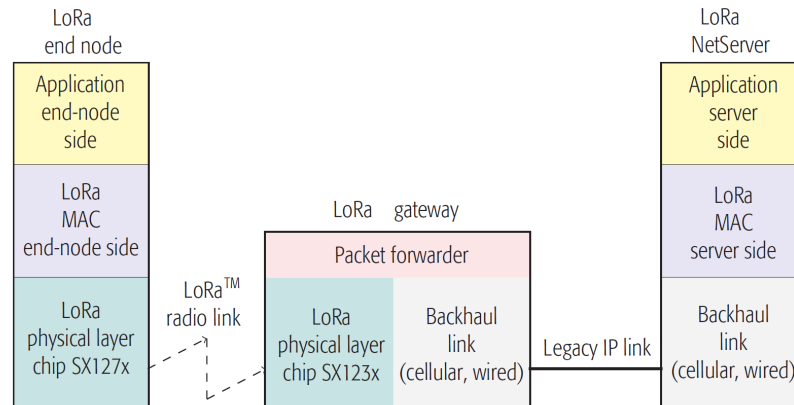 LoRa
end node
Application
end-node
side
LoRa
MAC
end-node side
LoRa
physical layer
chip SX127x
LoRa™
radio link
LoRa gateway
Packet forwarder
LoRa
physical layer
chip SX123x
Backhaul
link
(cellular, wired)
Legacy IP link
LoRa
NetServer
Application
server
side
LoRa
MAC
server side
Backhaul
link
(cellular, wired)